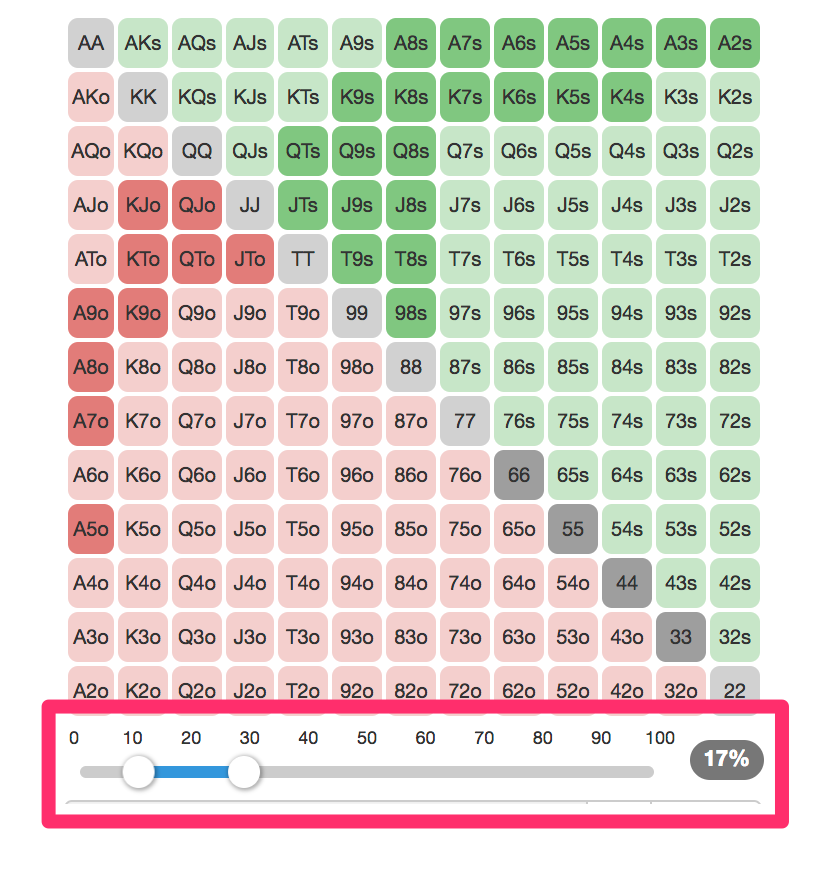 AA AKs AQs AJs ATs A9s A8s A7s A6s A5s A4s A3s A2s
AKo KK KQs KJs KTs K9s K8s K7s K6s K5s K4s K3s K2s
AQo KQo QQ QJs QTs Q9s Q8s Q7s Q6s Q5s Q4s Q3s Q2s
AJo KJo QJo JJ JTs J9s J8s J7s J6s J5s J4s J3s J2s
ATo KTo QTo JTo TT T9s T8s T7s T6s T5s T4s T3s T2s
A9o K9o Q9o J9o T9o 99 98s 97s 96s 95s 94s 93s 92s
A8o K8o Q8o J8o T8o 98o 88 87s 86s 85s 84s 83s 82s
A7o K7o Q7o J7o T7o 97o 87o 77 76s 75s 74s 73s 72s
A6o K6o Q6o J6o T6o 96o 86o 76o 66 65s 64s 63s 62s
A5o K5o Q5o J5o T5o 95o 85o 75o 65o 55 54s 53s 52s
A4o K4o Q4o J4o T4o 94o 84o 74o 64o 54o 44 43s 42s
A3o K3o Q3o J3o T3o 93o 83o 73o 63o 53o 43o 33 32s
A2o K2o Q2o J2o T2o 92o 82o 72o 62o 52o 42o 32o 22
0 10 20 30 40 50 60 70 80 90 100
17%